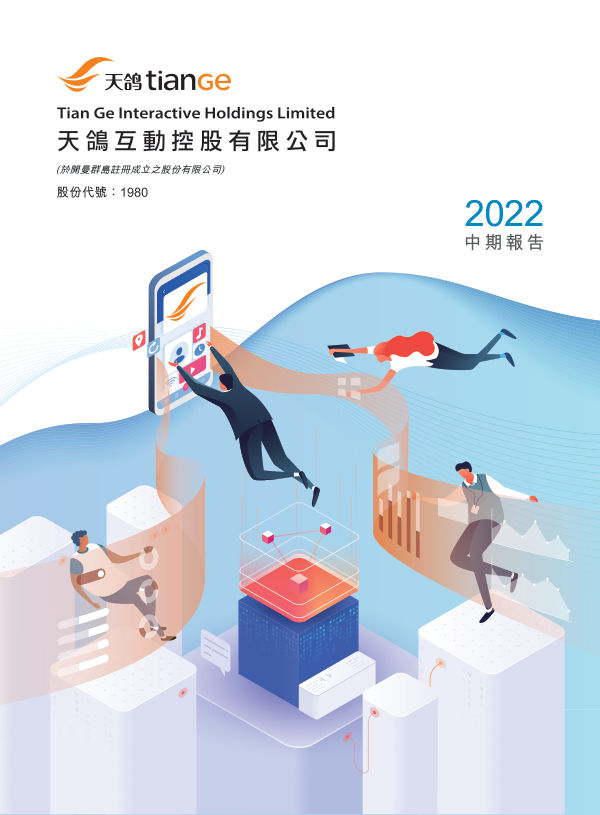 天鴿 tiange
Tian Ge Interactive Holdings Limited
天鴿互動控股有限公司
(於開曼群島註冊成立之股份有限公司)
股份代號：1980
2022
中期報告